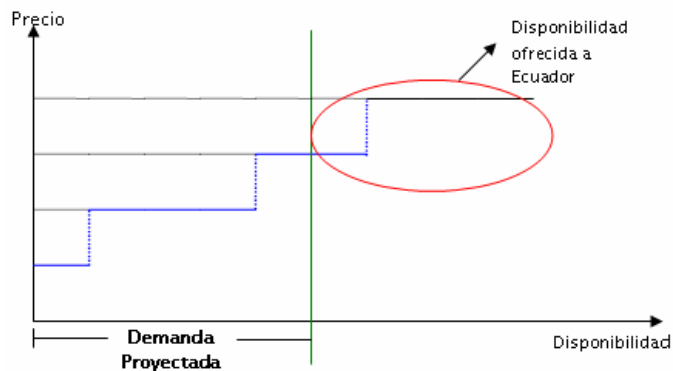 Precio
Disponibilidad
ofrecida a
Ecuador
Demanda
Proyectada
Disponibilidad